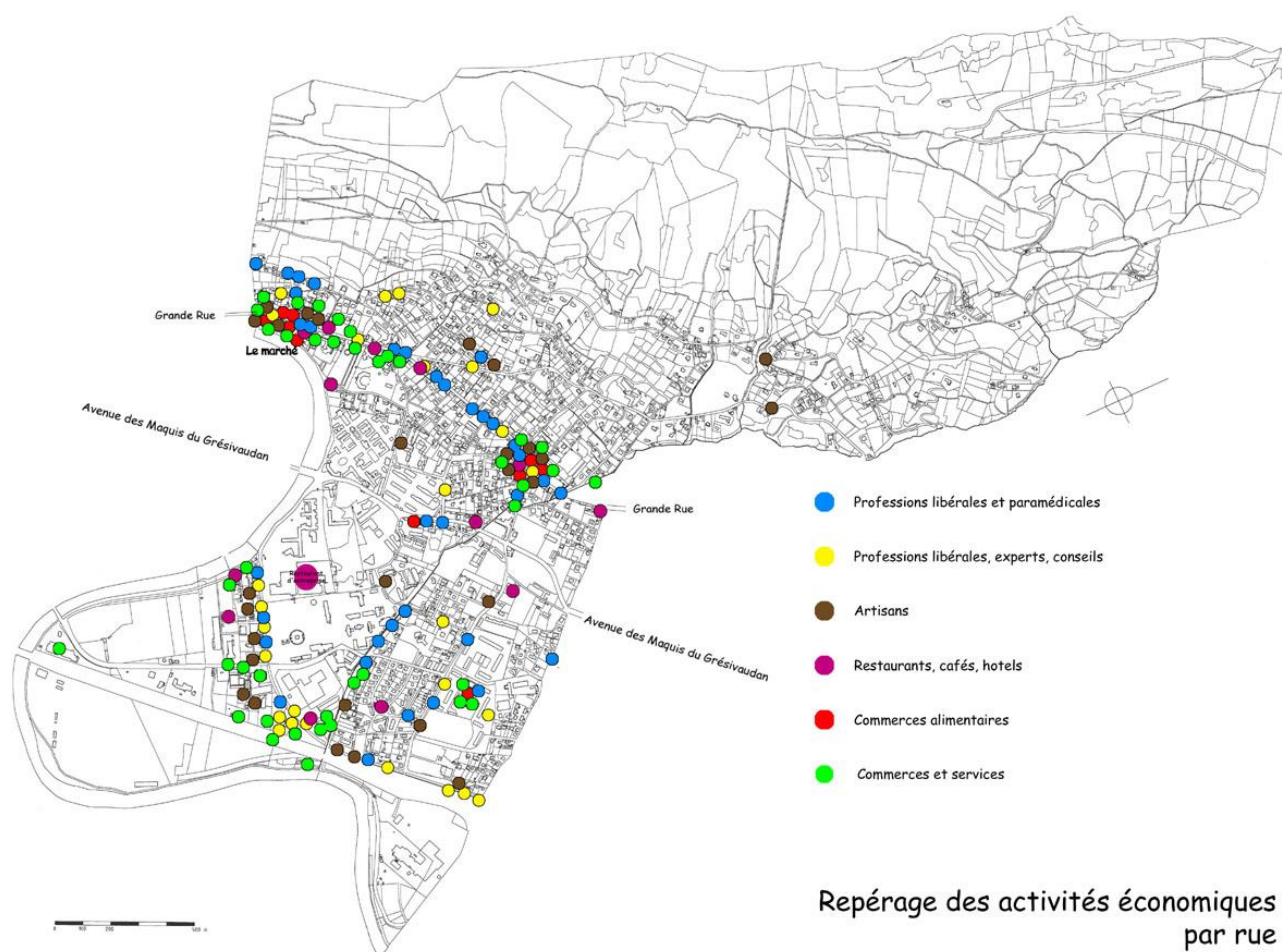 Grande Rue
Le marché
Avenue des Maquis du Grésivaudan
Grande Rue
Restaurant
d'entreprise
Avenue des Maquis du Grésivaudan
Professions libérales et paramédicales
Professions libérales, experts, conseils
Artisans
Restaurants, cafés, hotels
Commerces alimentaires
Commerces et services
Repérage des activités économiques
par rue